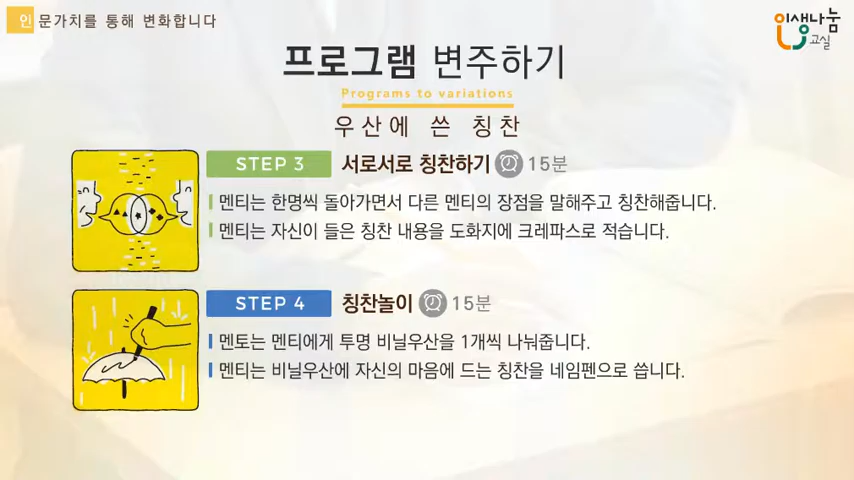 인문가치를 통해 변화합니다
인생나눔
교실
프로그램 변주하기
Programs to variations
우산에 쓴 칭찬
STEP 3 서로서로 칭찬하기 15분
멘티는 한명씩 돌아가면서 다른 멘티의 장점을 말해주고 칭찬해줍니다.
멘티는 자신이 들은 칭찬 내용을 도화지에 크레파스로 적습니다.
STEP 4 칭찬놀이 15분
멘토는 멘티에게 투명 비닐우산을 1개씩 나눠줍니다.
멘티는 비닐우산에 자신의 마음에 드는 칭찬을 네임펜으로 씁니다.